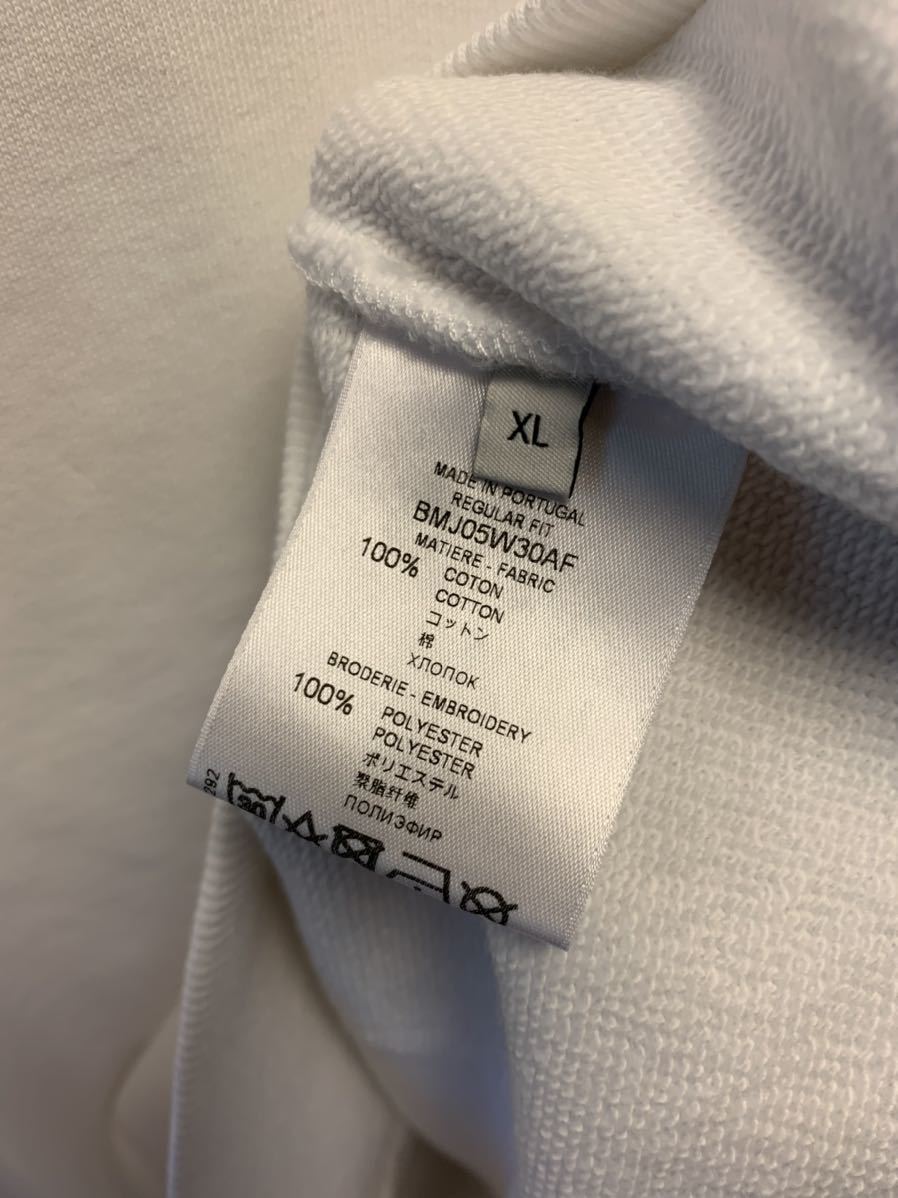 XL
MADE IN PORTUGAL
REGULAR FIT
BMJ05W30AF
MATIERE - FABRIC
100% COTON
COTTON
コットン
棉
ХЛОПОК
BRODERIE - EMBROIDERY
100% POLYESTER
POLYESTER
ポリエステル
聚脂纤维
ПОЛИЭФИР
292
30